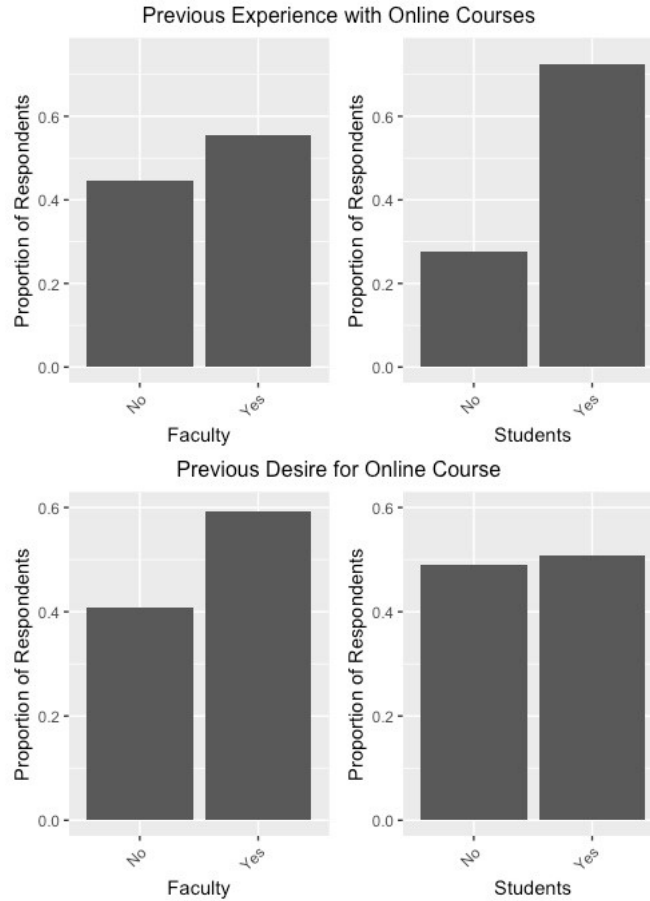 Previous Experience with Online Courses
Proportion of Respondents
0.6
0.4
0.2
0.0
No
Yes
Faculty
Proportion of Respondents
0.6
0.4
0.2
0.0
No
Yes
Students
Previous Desire for Online Course
Proportion of Respondents
0.6
0.4
0.2
0.0
No
Yes
Faculty
Proportion of Respondents
0.6
0.4
0.2
0.0
No
Yes
Students